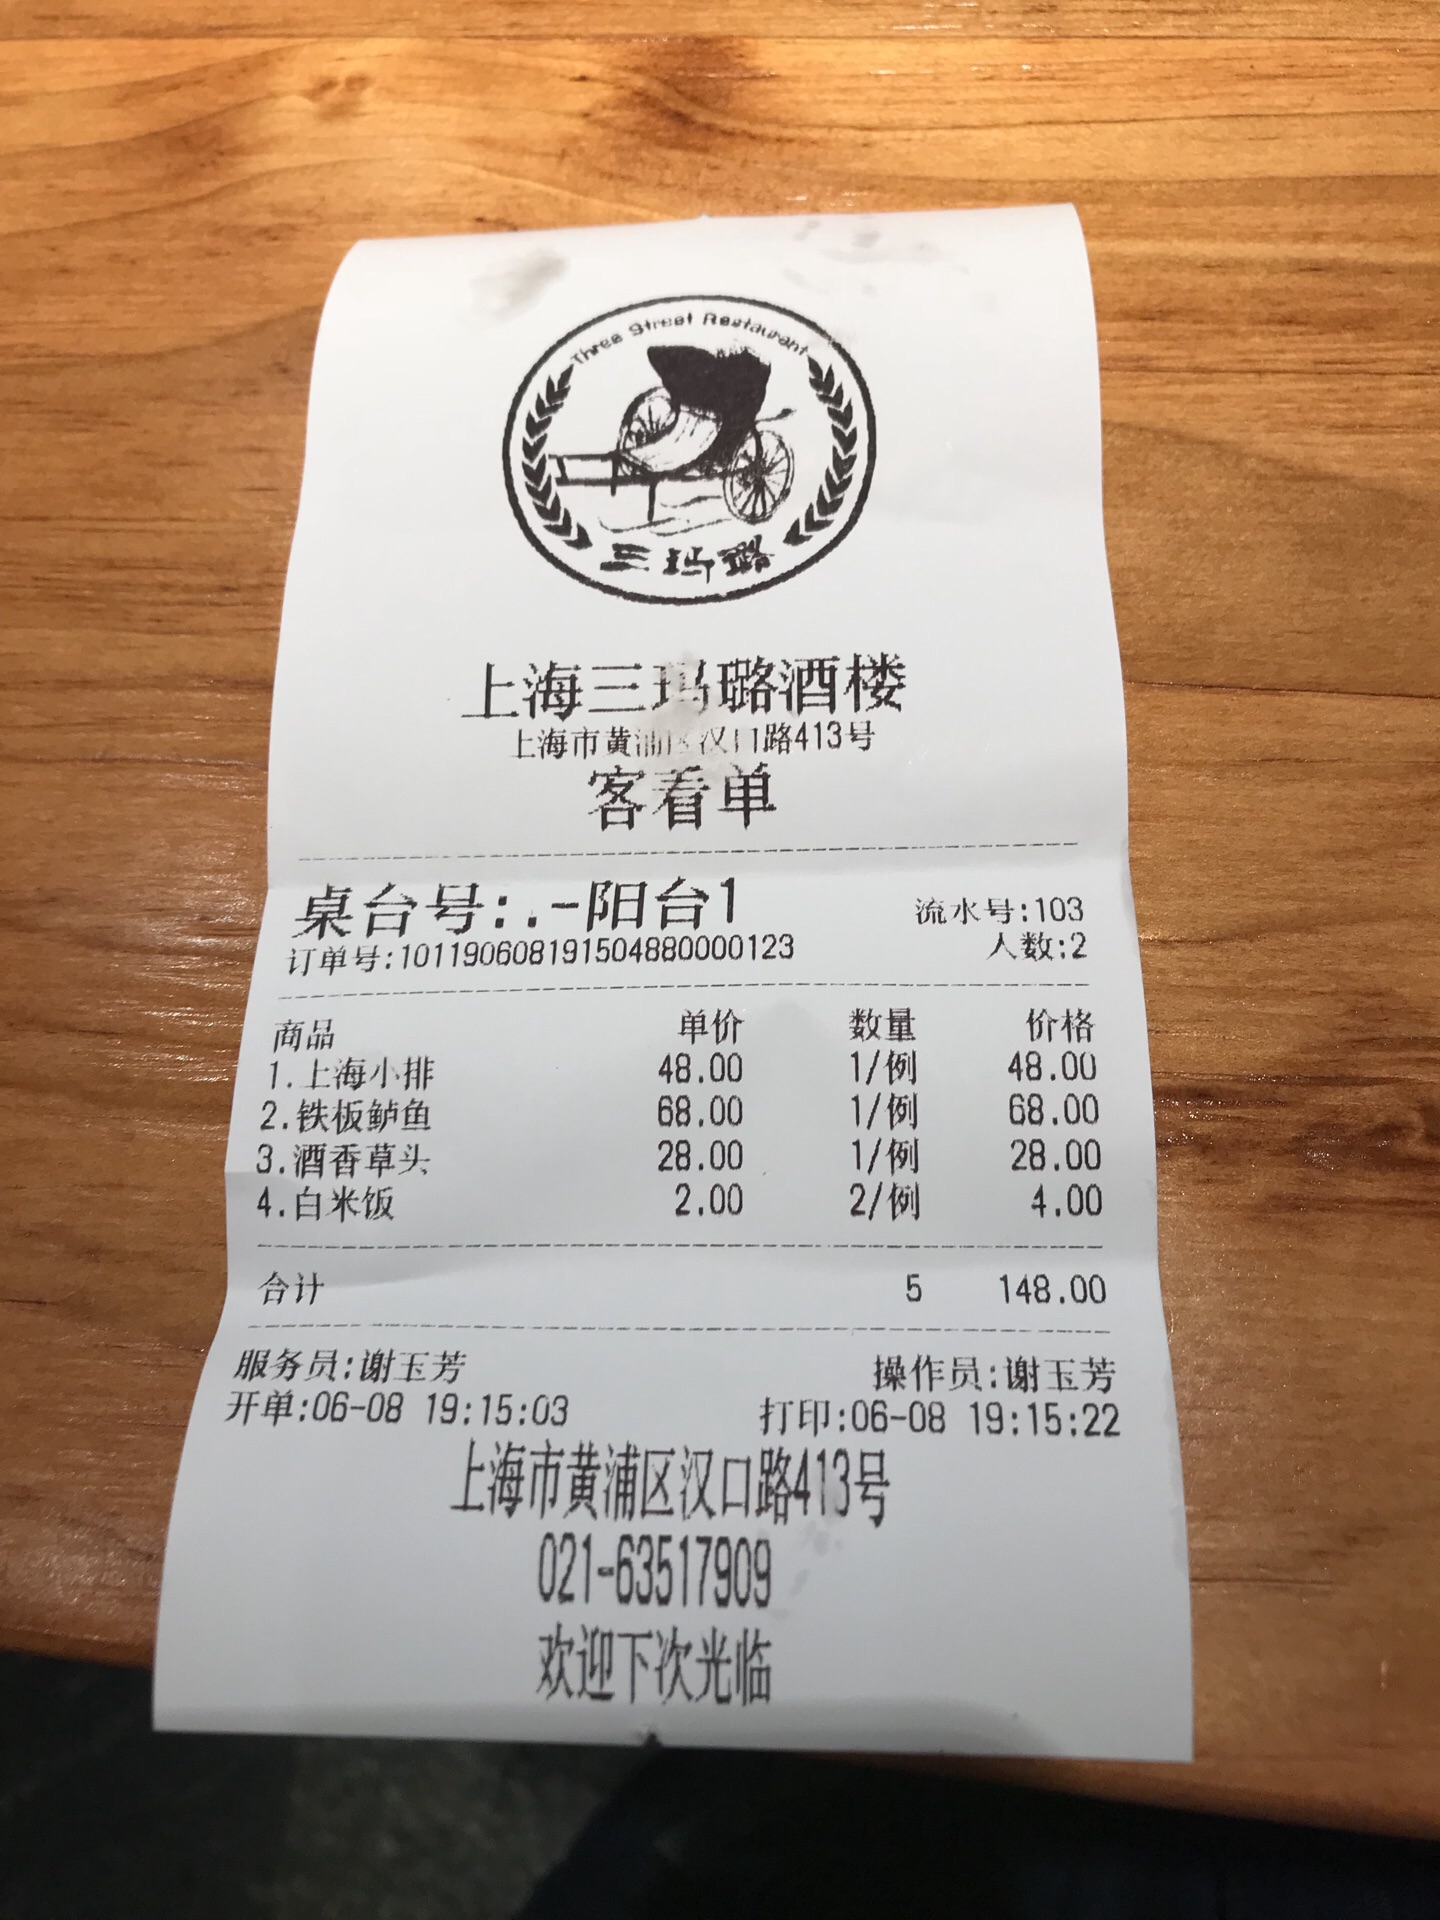 Three Street Restaurant
三玛璐
上海三玛璐酒楼
上海市黄浦区汉口路413号
客看单
桌台号:.-阳台1 流水号:103
订单号:1011906081915048800000123 人数:2
商品 单价 数量 价格
1.上海小排 48.00 1/例 48.00
2.铁板鲈鱼 68.00 1/例 68.00
3.酒香草头 28.00 1/例 28.00
4.白米饭 2.00 2/例 4.00
合计 5 148.00
服务员:谢玉芳 操作员:谢玉芳
开单:06-08 19:15:03 打印:06-08 19:15:22
上海市黄浦区汉口路413号
021-63517909
欢迎下次光临